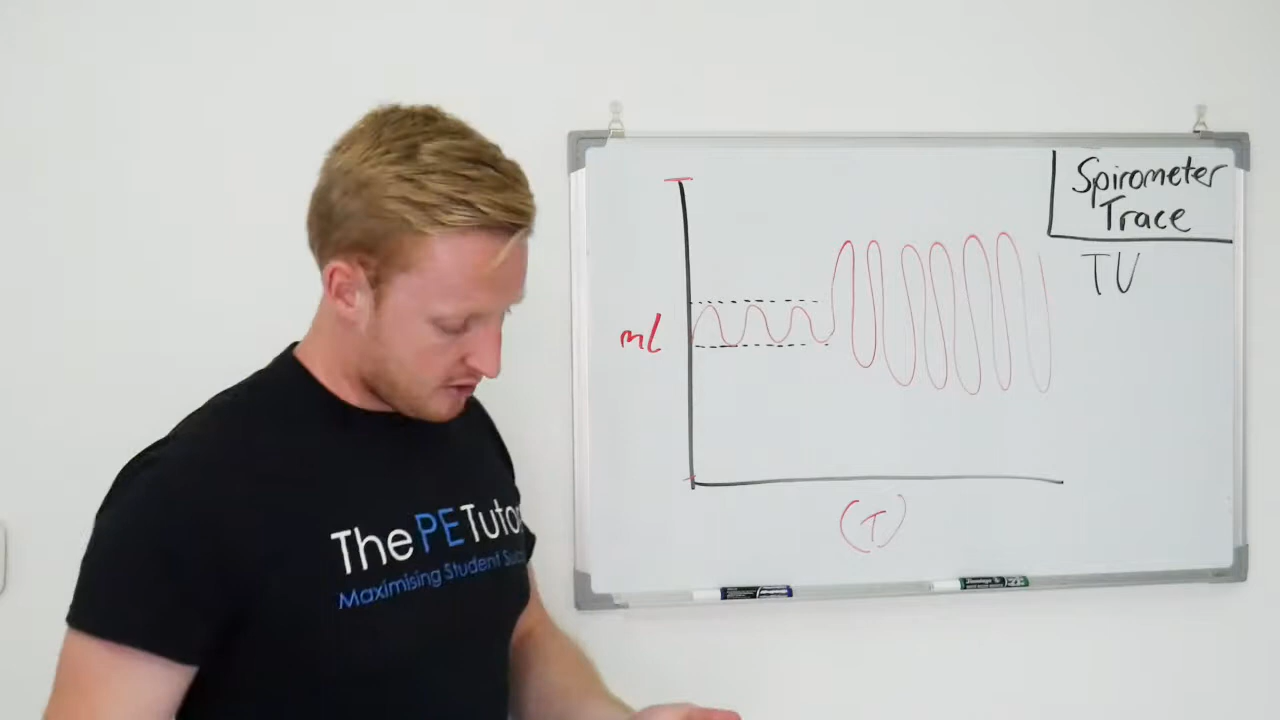 Spirometer
Trace
TV
ml
(T)
The PE Tutor
Maximising Student